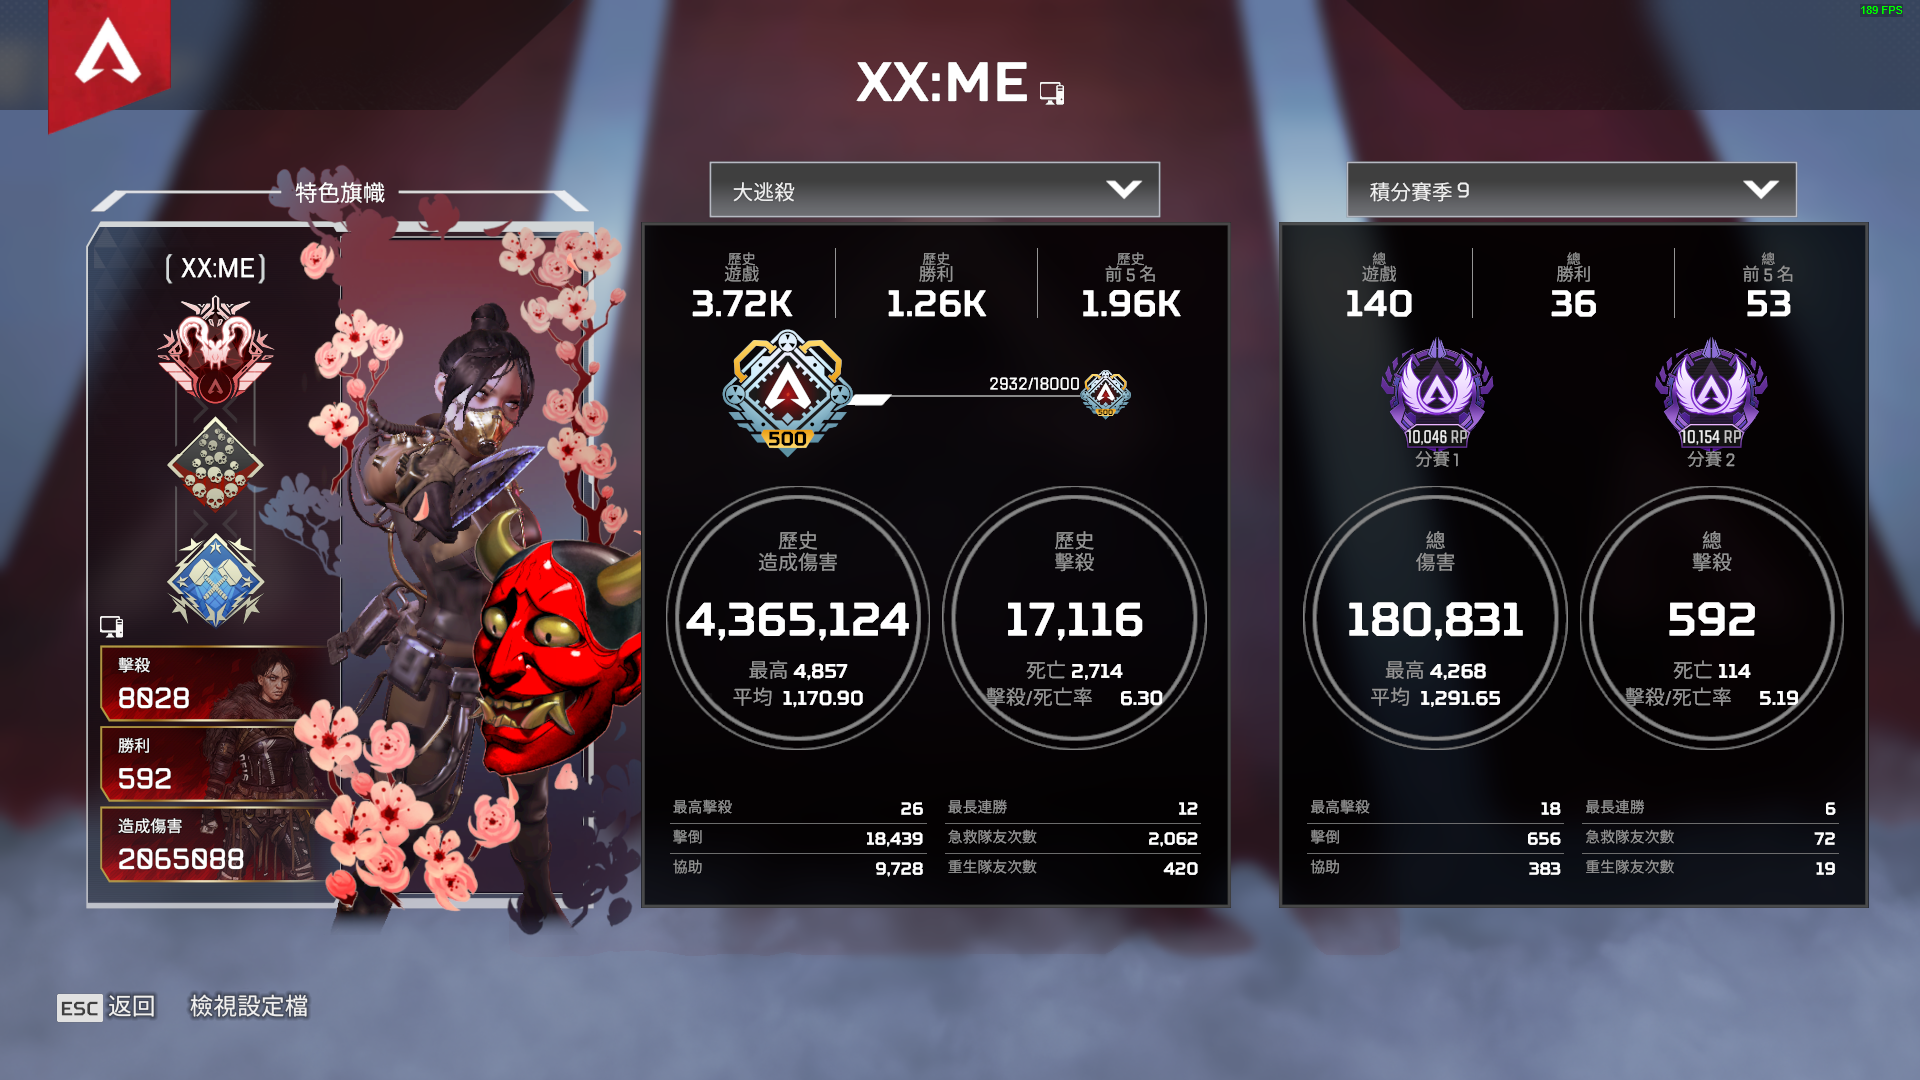 189 FPS
XX:ME
特色旗幟
( XX:ME )
擊殺
8028
勝利
592
造成傷害
2065088
大逃殺
歷史
遊戲
3.72K
歷史
勝利
1.26K
歷史
前 5 名
1.96K
500
2932/18000
500
歷史
造成傷害
4,365,124
最高 4,857
平均 1,170.90
歷史
擊殺
17,116
死亡 2,714
擊殺/死亡率 6.30
最高擊殺 26
擊倒 18,439
協助 9,728
最長連勝 12
急救隊友次數 2,062
重生隊友次數 420
積分賽季 9
總
遊戲
140
總
勝利
36
總
前 5 名
53
10,046 RP
分賽 1
10,154 RP
分賽 2
總
傷害
180,831
最高 4,268
平均 1,291.65
總
擊殺
592
死亡 114
擊殺/死亡率 5.19
最高擊殺 18
擊倒 656
協助 383
最長連勝 6
急救隊友次數 72
重生隊友次數 19
ESC 返回 檢視設定檔